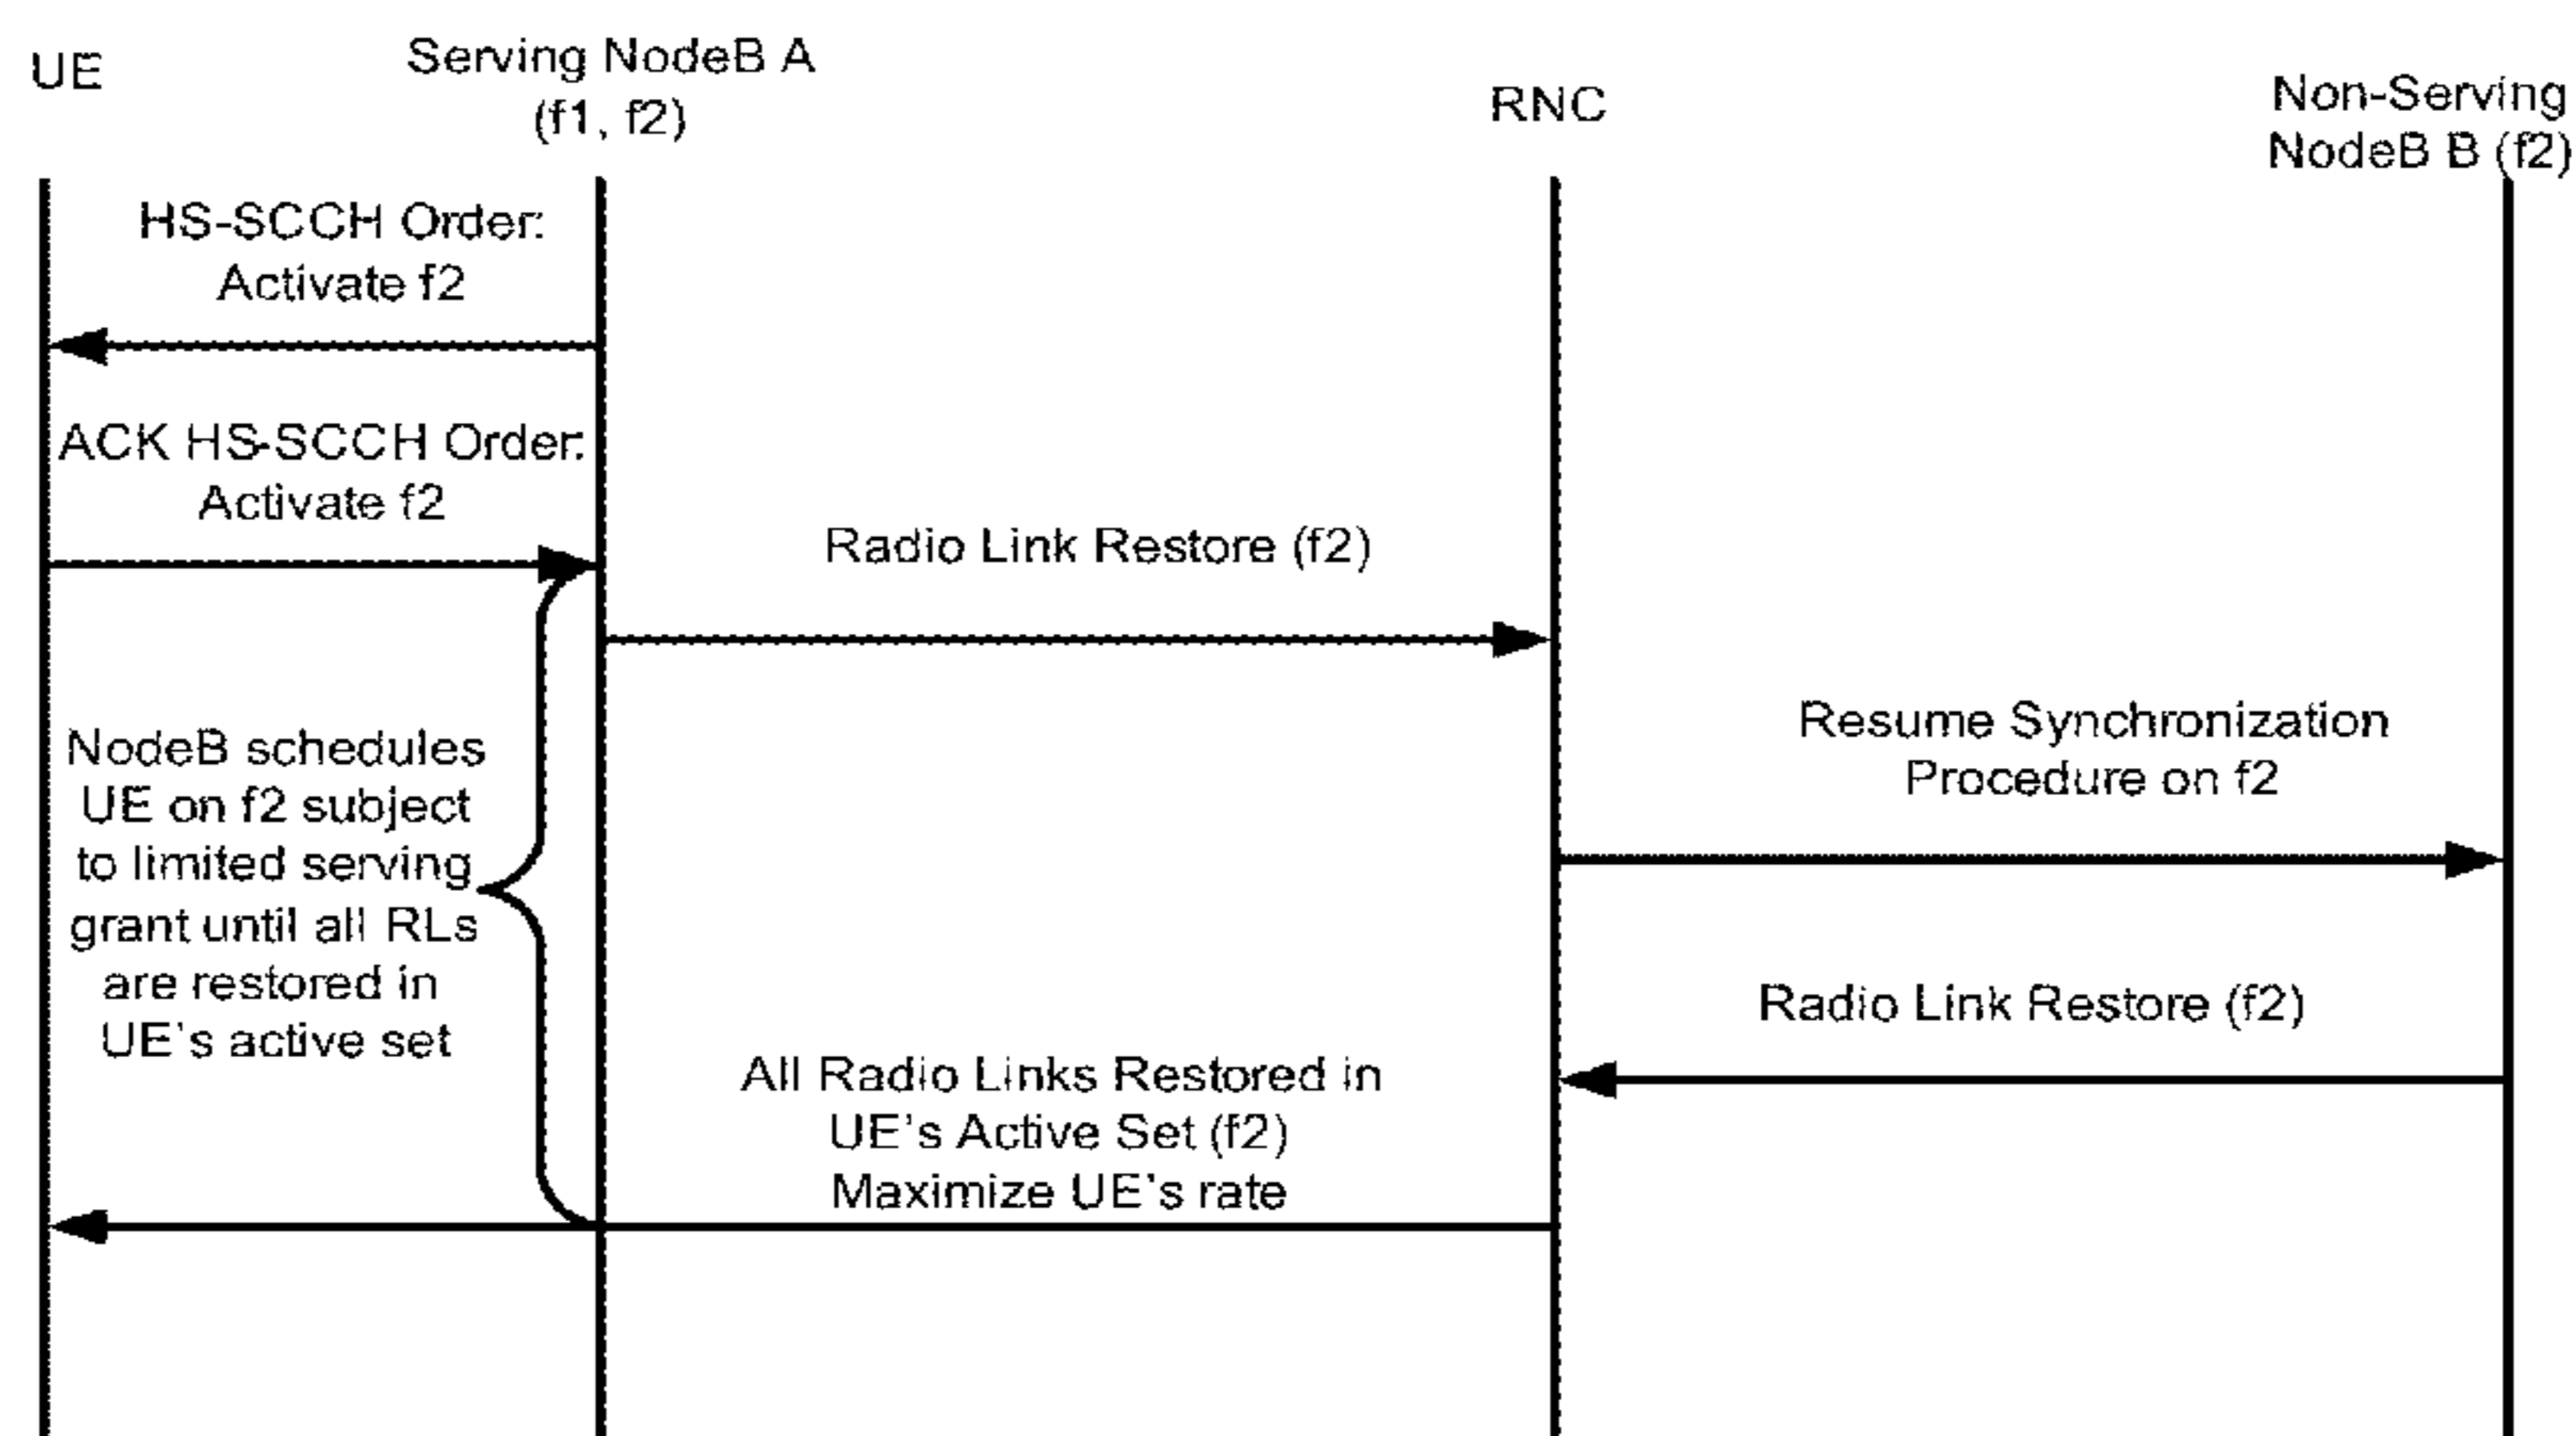 UE
Serving NodeB A
(f1, f2)
RNC
Non-Serving
NodeB B (f2)
HS-SCCH Order:
Activate f2
ACK HS-SCCH Order:
Activate f2
Radio Link Restore (f2)
Resume Synchronization
Procedure on f2
NodeB schedules
UE on f2 subject
to limited serving
grant until all RLs
are restored in
UE's active set
Radio Link Restore (f2)
All Radio Links Restored in
UE's Active Set (f2)
Maximize UE's rate